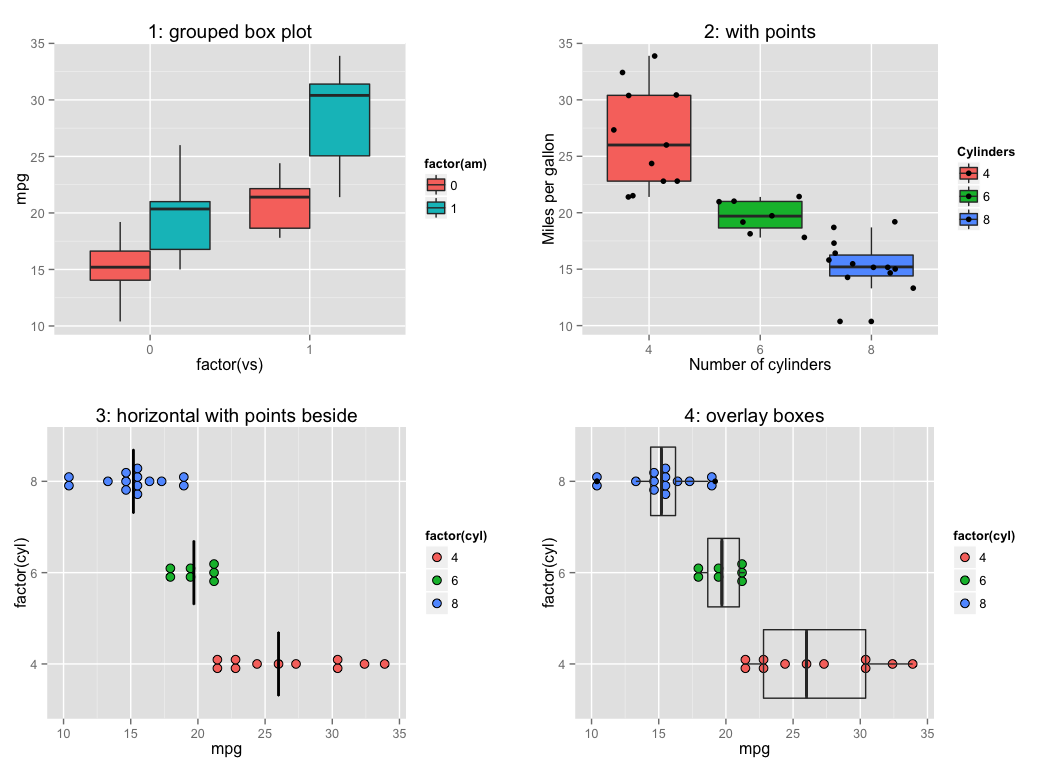 1: grouped box plot
35
30
25
20
15
10
mpg
0
1
factor(vs)
factor(am)
0
1
2: with points
35
30
25
20
15
10
Miles per gallon
4
6
8
Number of cylinders
Cylinders
4
6
8
3: horizontal with points beside
8
6
4
factor(cyl)
10
15
20
25
30
35
mpg
factor(cyl)
4
6
8
4: overlay boxes
8
6
4
factor(cyl)
10
15
20
25
30
35
mpg
factor(cyl)
4
6
8